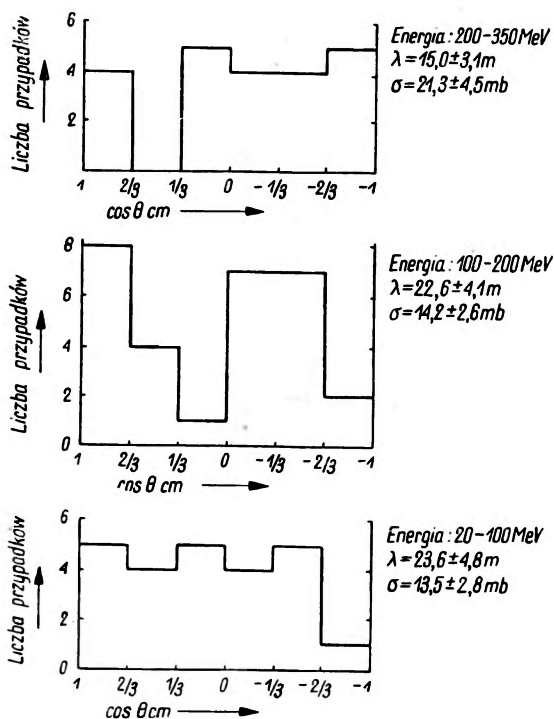 6
4
2
Liczba przypadków
1 2/3 1/3 0 -1/3 -2/3 -1
cos θ cm
Energia: 200-350 MeV
λ=15,0±3,1m
σ=21,3±4,5mb
8
6
4
2
0
Liczba przypadków
1 2/3 1/3 0 -1/3 -2/3 -1
rns θ cm
Energia: 100-200 MeV
λ=22,6±4,1m
σ=14,2±2,6mb
6
4
2
0
Liczba przypadków
1 2/3 1/3 0 -1/3 -2/3 -1
cos θ cm
Energia: 20-100 MeV
λ=23,6±4,8m
σ=13,5±2,8mb